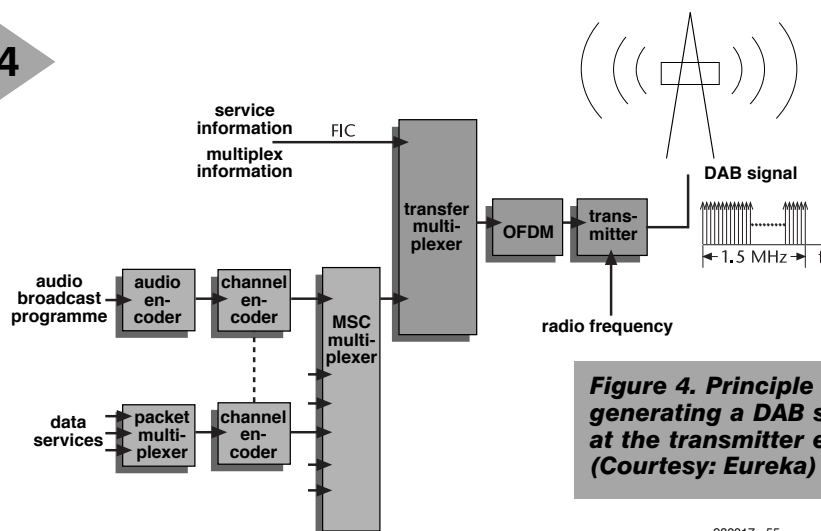 4
service
information
FIC
multiplex
information
transfer
multi-
plexer
OFDM
trans-
mitter
DAB signal
1.5 MHz
f
radio frequency
audio
broadcast
programme
audio
en-
coder
channel
en-
coder
MSC
multi-
plexer
data
services
packet
multi-
plexer
channel
en-
coder
Figure 4. Principle
generating a DAB s
at the transmitter e
(Courtesy: Eureka)